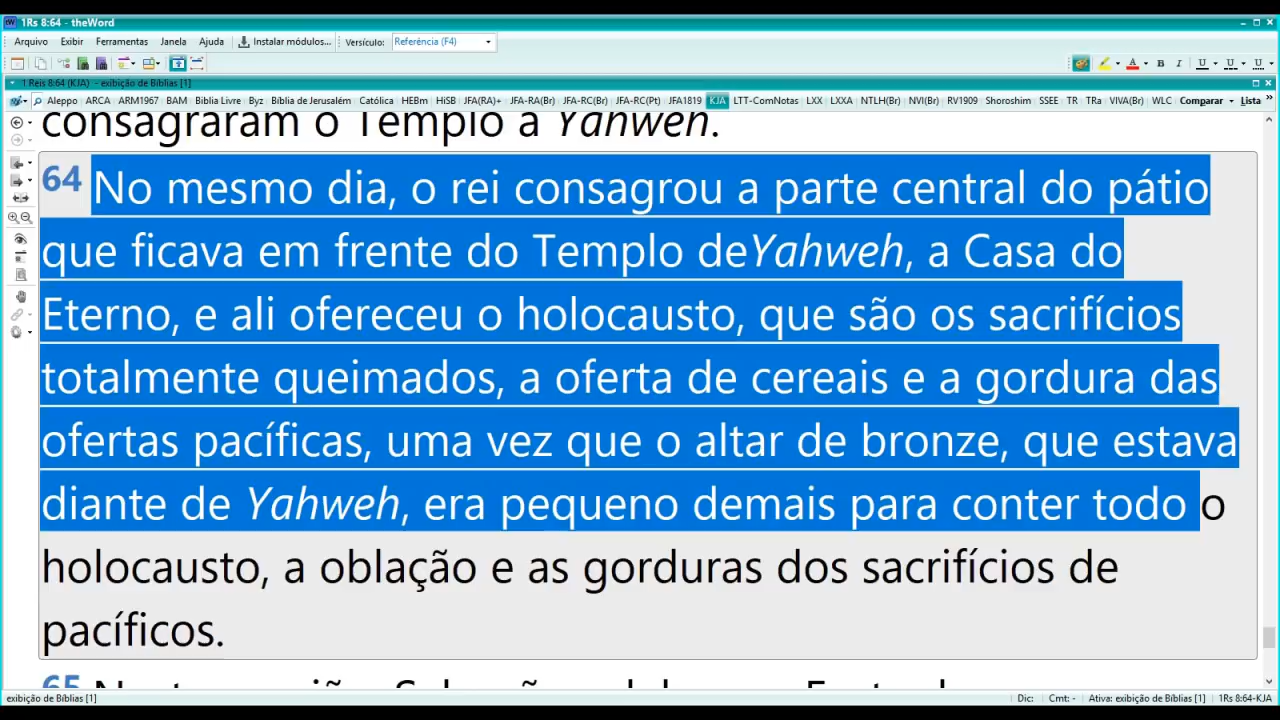 1Rs 8:64 - theWord
Arquivo Exibir Ferramentas Janela Ajuda Instalar módulos... Versículo: Referência (F4)
B I U U U
1 Reis 8:64 (KJA) - exibição de Bíblias [1]
Aleppo ARCA ARM1967 BAM Bíblia Livre Byz Bíblia de Jerusalém Católica HEBm HiSB JFA(RA)+ JFA-RA(Br) JFA-RC(Br) JFA-RC(Pt) JFA1819 KJA LTT-ComNotas LXX LXXA NTLH(Br) NVI(Br) RV1909 Shoroshim SSEE TR TRa VIVA(Br) WLC Comparar Lista
consagraram o Templo a Yahweh.
64 No mesmo dia, o rei consagrou a parte central do pátio
que ficava em frente do Templo deYahweh, a Casa do
Eterno, e ali ofereceu o holocausto, que são os sacrifícios
totalmente queimados, a oferta de cereais e a gordura das
ofertas pacíficas, uma vez que o altar de bronze, que estava
diante de Yahweh, era pequeno demais para conter todo o
holocausto, a oblação e as gorduras dos sacrifícios de
pacíficos.
65
exibição de Bíblias [1] Dic: Cmt: - Ativa: exibição de Bíblias [1] 1Rs 8:64-KJA